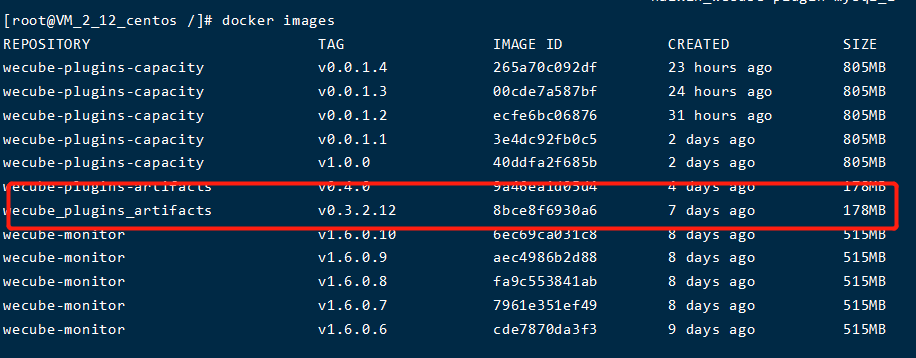 [root@VM_2_12_centos /]# docker images
REPOSITORY TAG IMAGE ID CREATED SIZE
wecube-plugins-capacity v0.0.1.4 265a70c092df 23 hours ago 805MB
wecube-plugins-capacity v0.0.1.3 00cde7a587bf 24 hours ago 805MB
wecube-plugins-capacity v0.0.1.2 ecfe6bc06876 31 hours ago 805MB
wecube-plugins-capacity v0.0.1.1 3e4dc92fb0c5 2 days ago 805MB
wecube-plugins-capacity v1.0.0 40ddfa2f685b 2 days ago 805MB
wecube-plugins-artifacts v0.4.0 9a46ea1d05d4 4 days ago 178MB
wecube_plugins_artifacts v0.3.2.12 8bce8f6930a6 7 days ago 178MB
wecube-monitor v1.6.0.10 6ec69ca031c8 8 days ago 515MB
wecube-monitor v1.6.0.9 aec4986b2d88 8 days ago 515MB
wecube-monitor v1.6.0.8 fa9c553841ab 8 days ago 515MB
wecube-monitor v1.6.0.7 7961e351ef49 8 days ago 515MB
wecube-monitor v1.6.0.6 cde7870da3f3 9 days ago 515MB